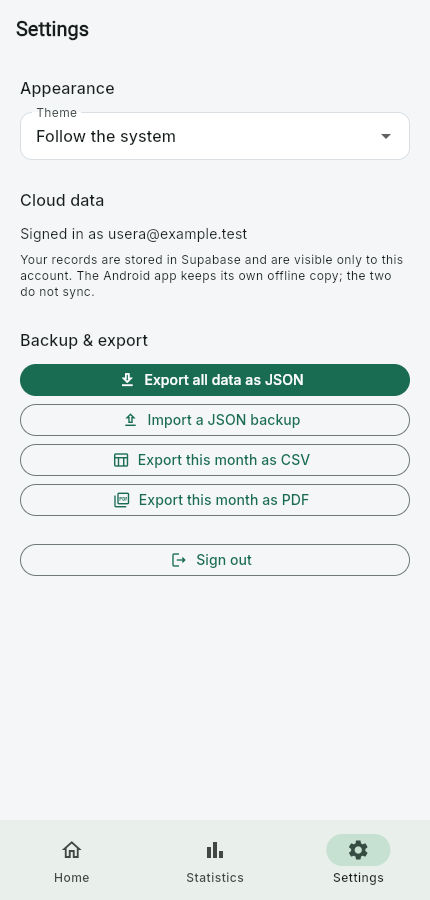 Settings
Appearance
Theme
Follow the system
Cloud data
Signed in as usera@example.test
Your records are stored in Supabase and are visible only to this
account. The Android app keeps its own offline copy; the two
do not sync.
Backup & export
Export all data as JSON
Import a JSON backup
Export this month as CSV
PDF Export this month as PDF
Sign out
Home
Statistics
Settings